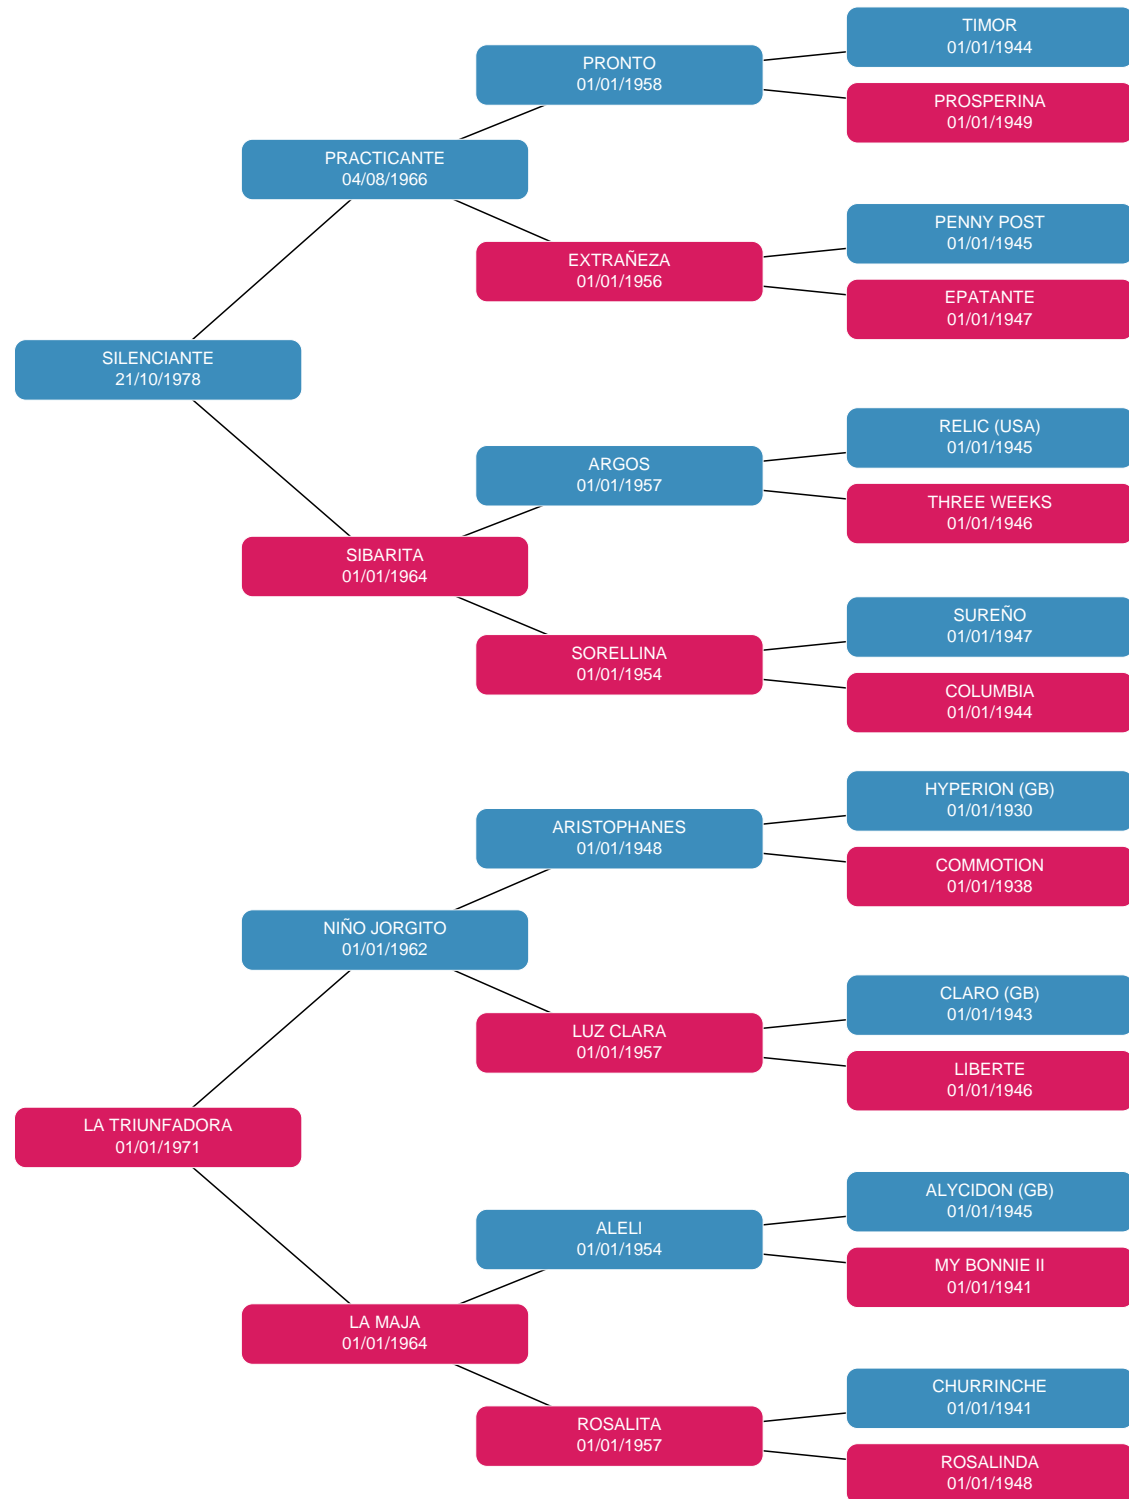 TIMOR
01/01/1944
PRONTO
01/01/1958
PROSPERINA
01/01/1949
PRACTICANTE
04/08/1966
PENNY POST
01/01/1945
EXTRAÑEZA
01/01/1956
EPATANTE
01/01/1947
SILENCIANTE
21/10/1978
RELIC (USA)
01/01/1945
ARGOS
01/01/1957
THREE WEEKS
01/01/1946
SIBARITA
01/01/1964
SUREÑO
01/01/1947
SORELLINA
01/01/1954
COLUMBIA
01/01/1944
HYPERION (GB)
01/01/1930
ARISTOPHANES
01/01/1948
COMMOTION
01/01/1938
NIÑO JORGITO
01/01/1962
CLARO (GB)
01/01/1943
LUZ CLARA
01/01/1957
LIBERTE
01/01/1946
LA TRIUNFADORA
01/01/1971
ALYCIDON (GB)
01/01/1945
ALELI
01/01/1954
MY BONNIE II
01/01/1941
LA MAJA
01/01/1964
CHURRINCHE
01/01/1941
ROSALITA
01/01/1957
ROSALINDA
01/01/1948